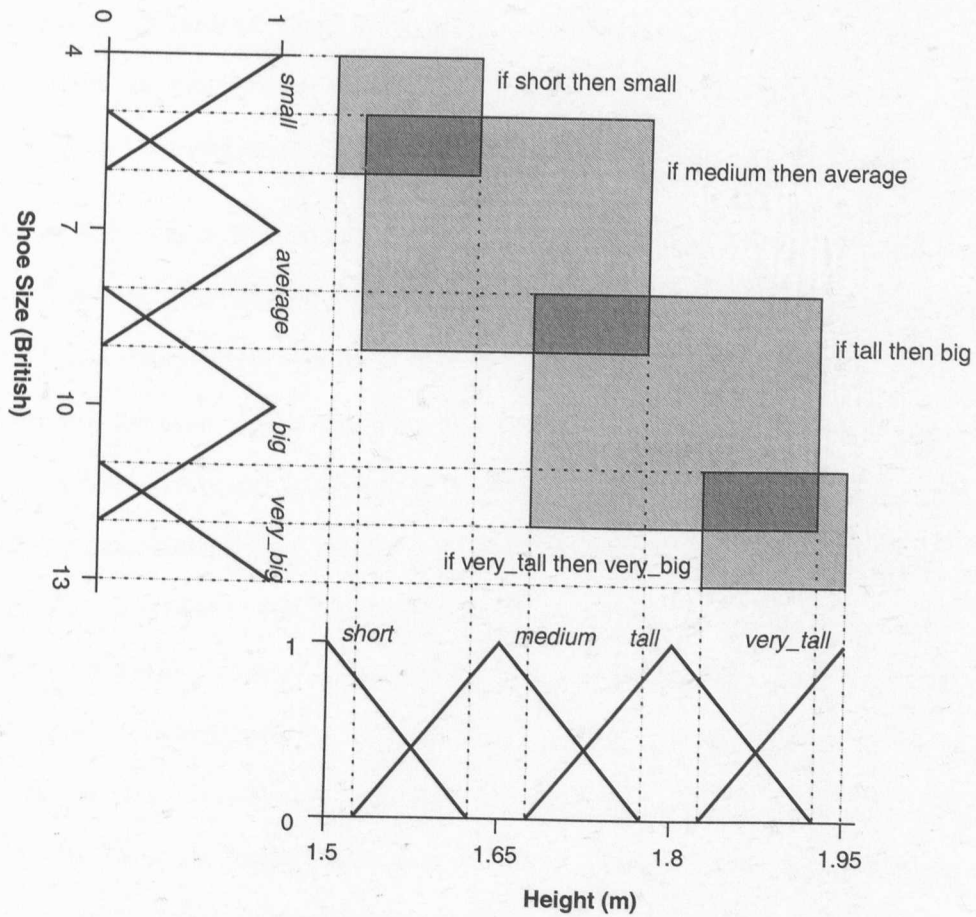 0
1
4
small
if short then small
if medium then average
7
average
if tall then big
10
big
very_big
if very_tall then very_big
13
Shoe Size (British)
1
short
medium
tall
very_tall
0
1.5
1.65
1.8
1.95
Height (m)